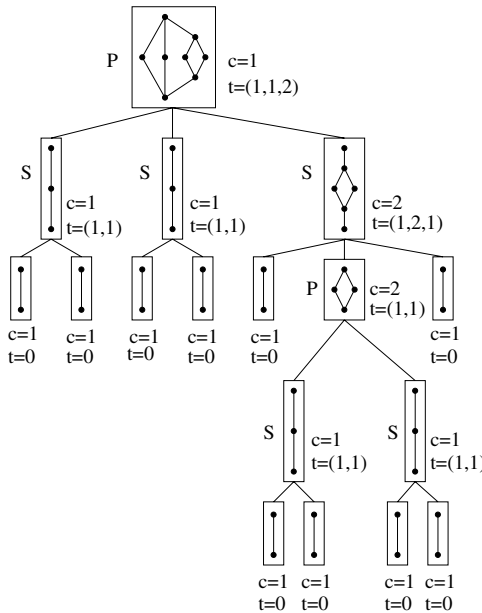 P
c=1
t=(1,1,2)
S
c=1
t=(1,1)
S
c=1
t=(1,1)
S
c=2
t=(1,2,1)
c=1
t=0
c=1
t=0
c=1
t=0
c=1
t=0
c=1
t=0
P
c=2
t=(1,1)
c=1
t=0
S
c=1
t=(1,1)
S
c=1
t=(1,1)
c=1
t=0
c=1
t=0
c=1
t=0
c=1
t=0